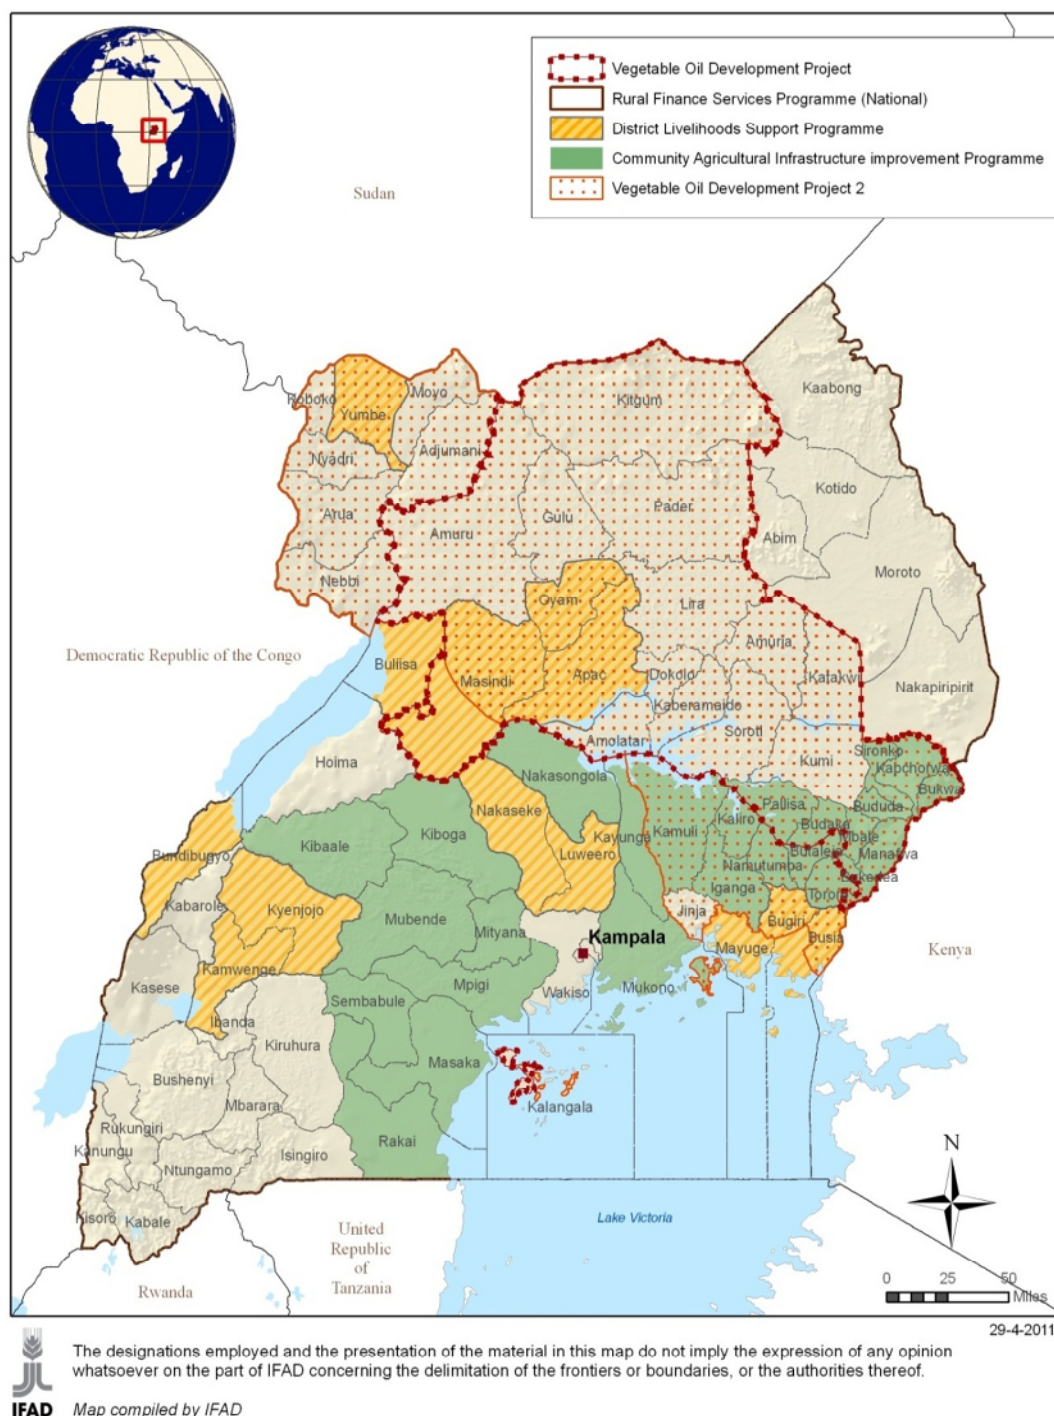 Vegetable Oil Development Project
Rural Finance Services Programme (National)
District Livelihoods Support Programme
Community Agricultural Infrastructure improvement Programme
Vegetable Oil Development Project 2
Sudan
Kaabong
Moyo
Koboko
Yumbe
Kitgum
Adjumani
Nyadri
Kotido
Pader
Arua
Gulu
Amuru
Abim
Moroto
Nebbi
Oyam
Lira
Amuria
Democratic Republic of the Congo
Buliisa
Masindi
Apac
Dokolo
Katakwi
Nakapiripirit
Kaberamaido
Soroti
Amolatar
Sironko
Hoima
Kumi
Kapchorwa
Nakasongola
Bukwa
Pallisa
Bududa
Nakaseke
Kaliro
Budaka
Mbale
Kiboga
Kayunga
Kamuli
Kibaale
Butaleja
Manafwa
Bundibugyo
Luweero
Namutumba
Bukedea
Iganga
Tororo
Kabarole
Kyenjojo
Jinja
Mubende
Bugiri
Mityana
Kampala
Busia
Mayuge
Kenya
Kamwenge
Kasese
Mpigi
Wakiso
Mukono
Sembabule
Ibanda
Kiruhura
Masaka
Bushenyi
Mbarara
Kalangala
Rukungiri
Rakai
Kanungu
Isingiro
Ntungamo
N
Kisoro
Kabale
Lake Victoria
United
Republic
of
Tanzania
Rwanda
0 25 50
Miles
29-4-2011
The designations employed and the presentation of the material in this map do not imply the expression of any opinion
whatsoever on the part of IFAD concerning the delimitation of the frontiers or boundaries, or the authorities thereof.
IFAD Map compiled by IFAD